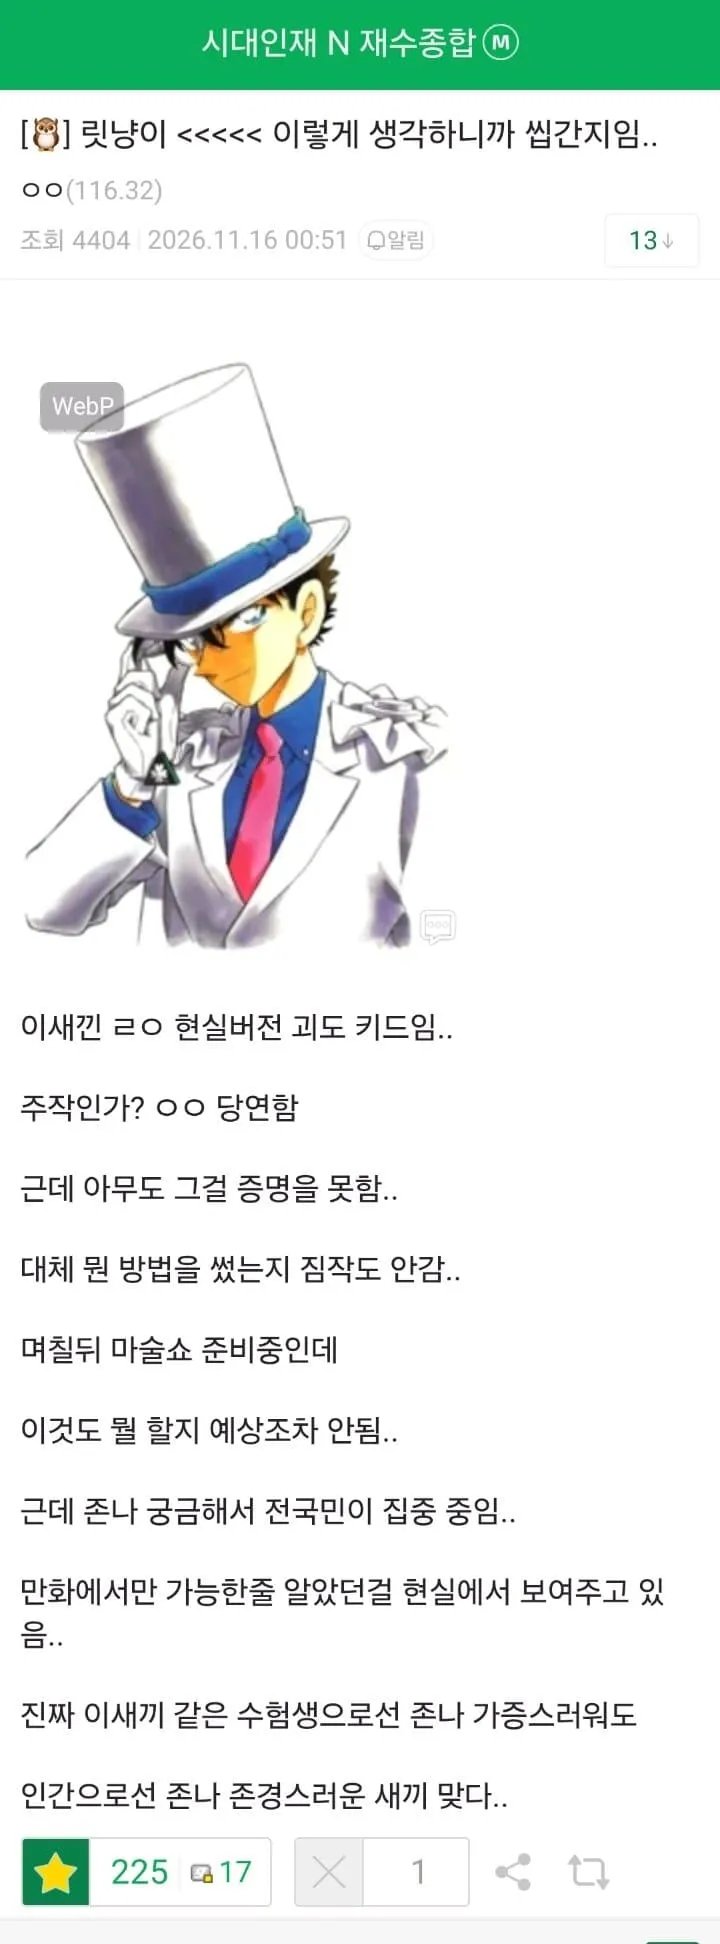 시대인재 N 재수종합 M
[🦉] 릿냥이 <<<<< 이렇게 생각하니까 씹간지임..
ㅇㅇ(116.32)
조회 4404 2026.11.16 00:51 알림
13↓
WebP
이새낀 ㄹㅇ 현실버전 괴도 키드임..
주작인가? ㅇㅇ 당연함
근데 아무도 그걸 증명을 못함..
대체 뭔 방법을 썼는지 짐작도 안감..
며칠뒤 마술쇼 준비중인데
이것도 뭘 할지 예상조차 안됨..
근데 존나 궁금해서 전국민이 집중 중임..
만화에서만 가능한줄 알았던걸 현실에서 보여주고 있
음..
진짜 이새끼 같은 수험생으로선 존나 가증스러워도
인간으로선 존나 존경스러운 새끼 맞다..
225 17 1